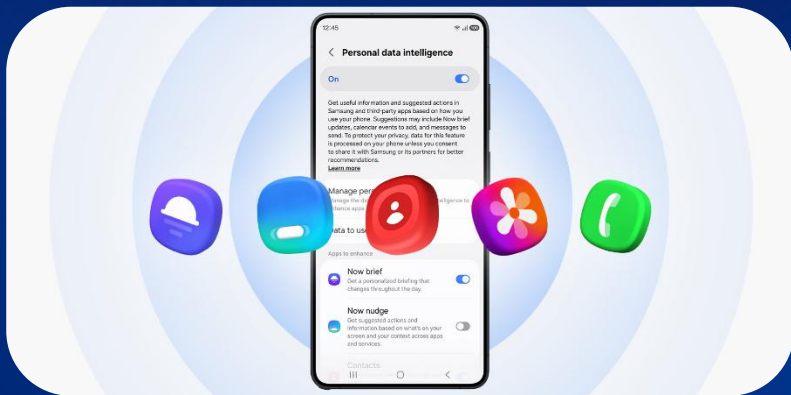 12:45
Personal data intelligence
On
Get useful information and suggested actions in
Samsung and third-party apps based on how you
use your phone. Suggestions may include Now brief
updates, calendar events to add, and messages to
send. To protect your privacy, data for this feature
is processed on your phone unless you consent
to share it with Samsung or its partners for better
recommendations.
Learn more
Manage
Manage the
to
enhance apps
Data to
Apps to enhance
Now brief
Get a personalized briefing that
changes throughout the day.
Now nudge
Get suggested actions and
information based on what's on your
screen and your context across apps
and services.
Contacts